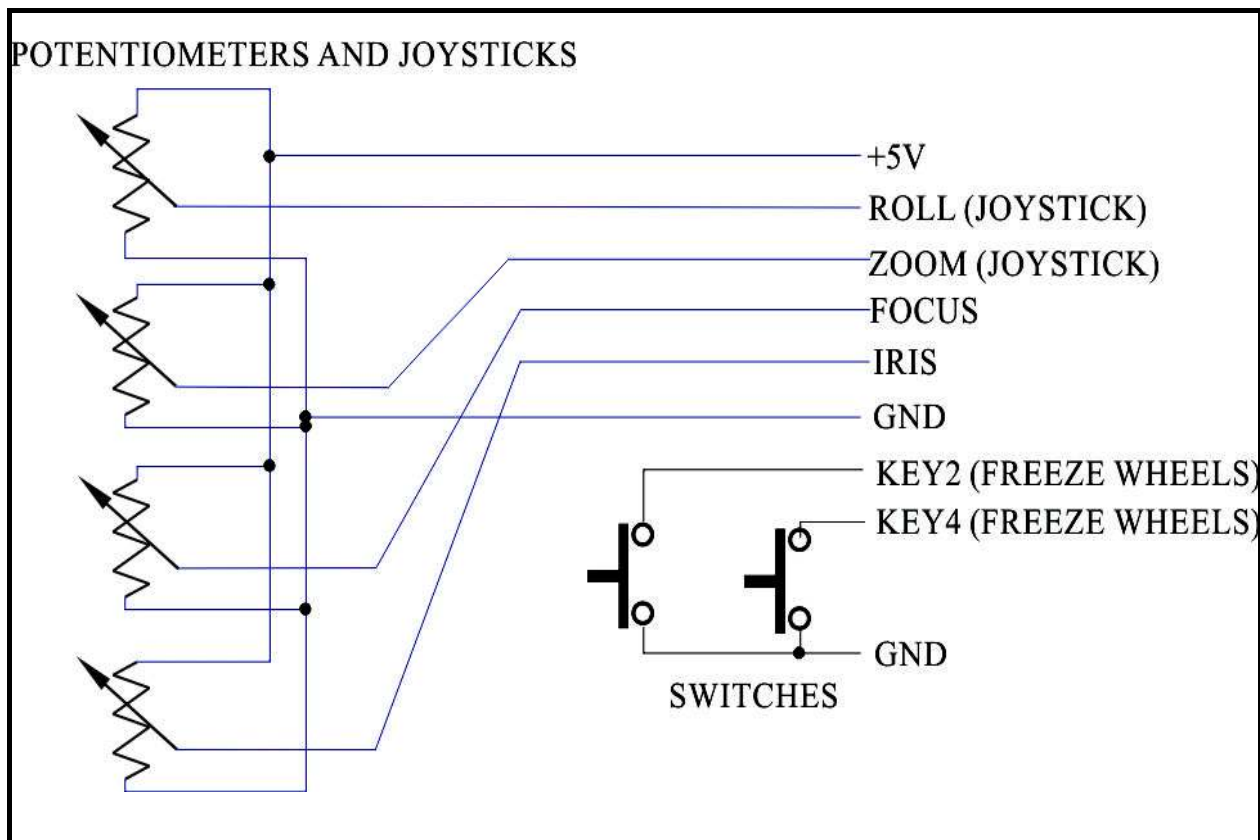 POTENTIOMETERS AND JOYSTICKS
+5V
ROLL (JOYSTICK)
ZOOM (JOYSTICK)
FOCUS
IRIS
GND
KEY2 (FREEZE WHEELS)
KEY4 (FREEZE WHEELS)
GND
SWITCHES